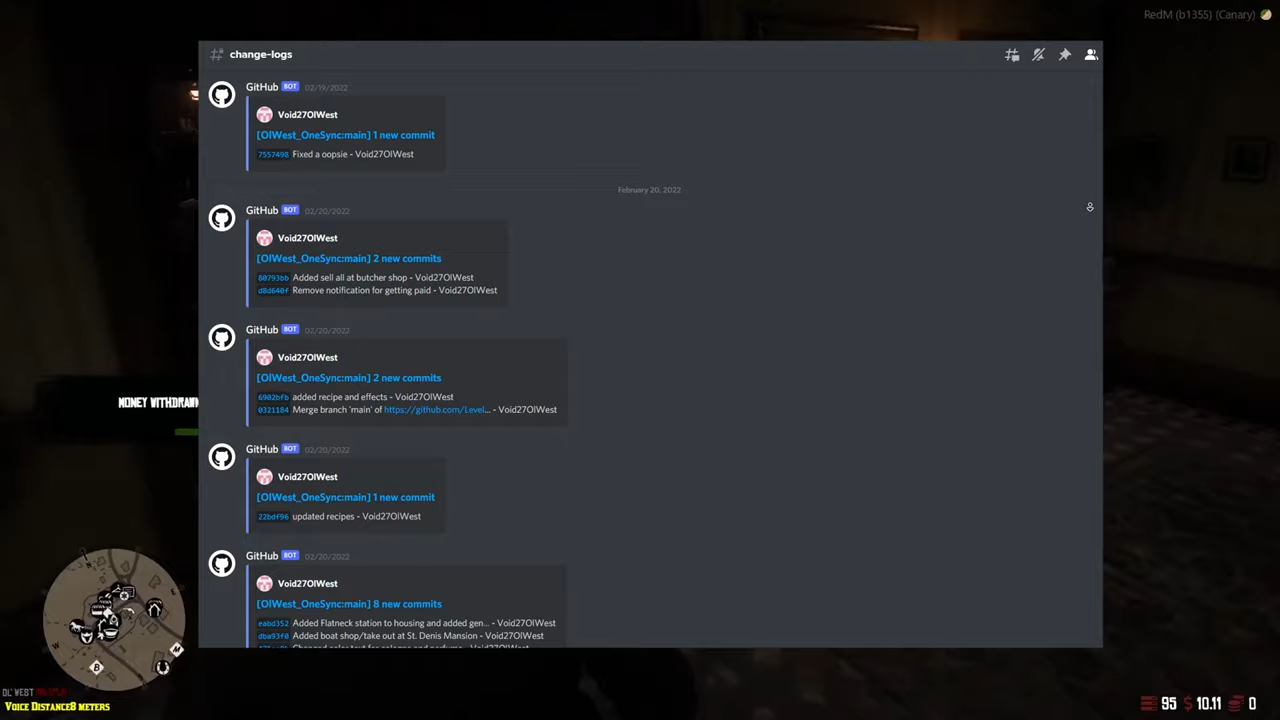 RedM (b1355) (Canary)
change-logs
GitHub BOT 02/19/2022
Void27OlWest
[OlWest_OneSync:main] 1 new commit
7557498 Fixed a oopsie - Void27OlWest
February 20, 2022
GitHub BOT 02/20/2022
Void27OlWest
[OlWest_OneSync:main] 2 new commits
80793bb Added sell all at butcher shop - Void27OlWest
d8d640f Remove notification for getting paid - Void27OlWest
GitHub BOT 02/20/2022
Void27OlWest
[OlWest_OneSync:main] 2 new commits
6902bfb added recipe and effects - Void27OlWest
0321184 Merge branch 'main' of https://github.com/Level... - Void27OlWest
MONEY WITHDRAWN
GitHub BOT 02/20/2022
Void27OlWest
[OlWest_OneSync:main] 1 new commit
22bdf96 updated recipes - Void27OlWest
GitHub BOT 02/20/2022
Void27OlWest
[OlWest_OneSync:main] 8 new commits
eabd352 Added Flatneck station to housing and added gen... - Void27OlWest
dba93f0 Added boat shop/take out at St. Denis Mansion - Void27OlWest
OL' WEST
VOICE DISTANCE8 METERS
95 $ 10.11 0